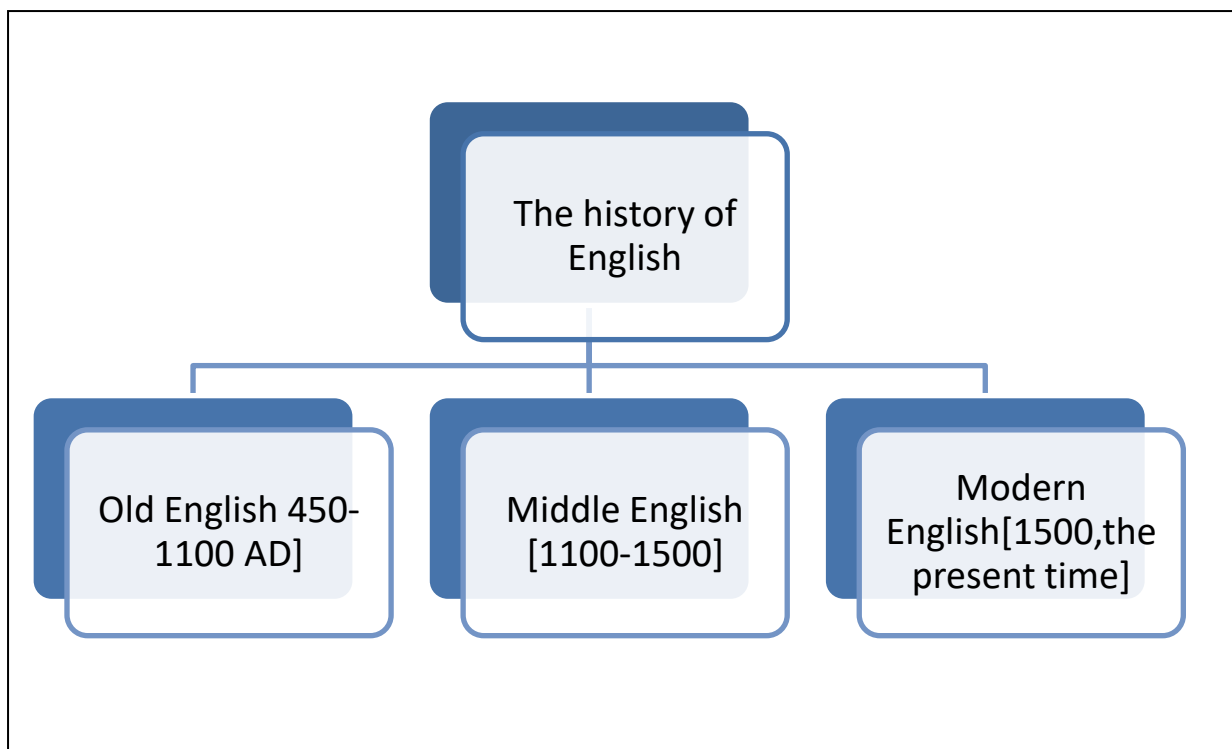 The history of
English
Old English 450-
1100 AD]
Middle English
[1100-1500]
Modern
English[1500,the
present time]